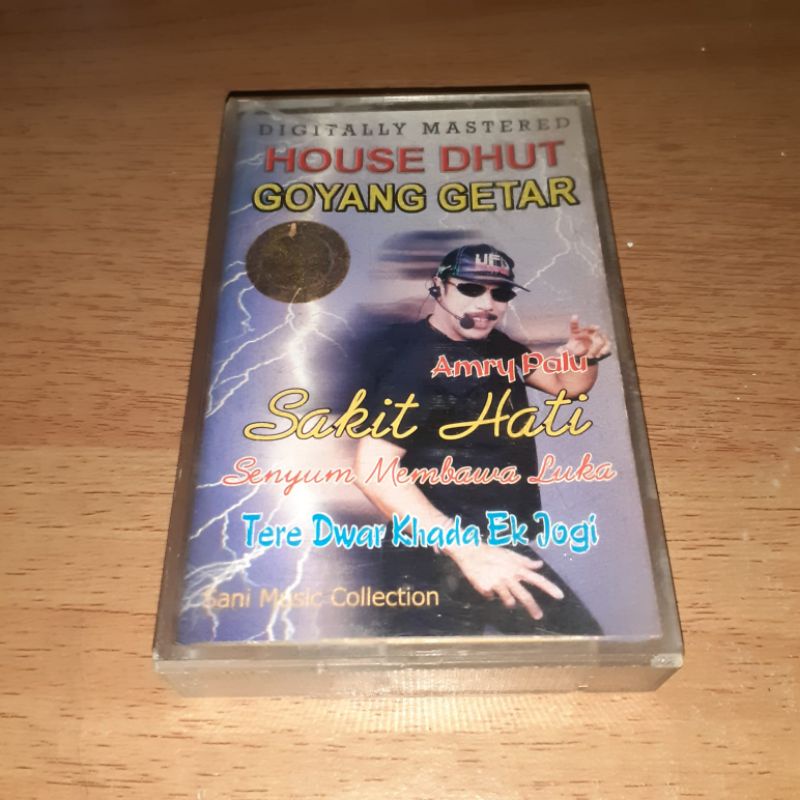 DIGITALLY MASTERED
HOUSE DHUT
GOYANG GETAR
Amry Palu
Sakit Hati
Senyum Membawa Luka
Tere Dwar Khada Ek Jogi
Sani Music Collection